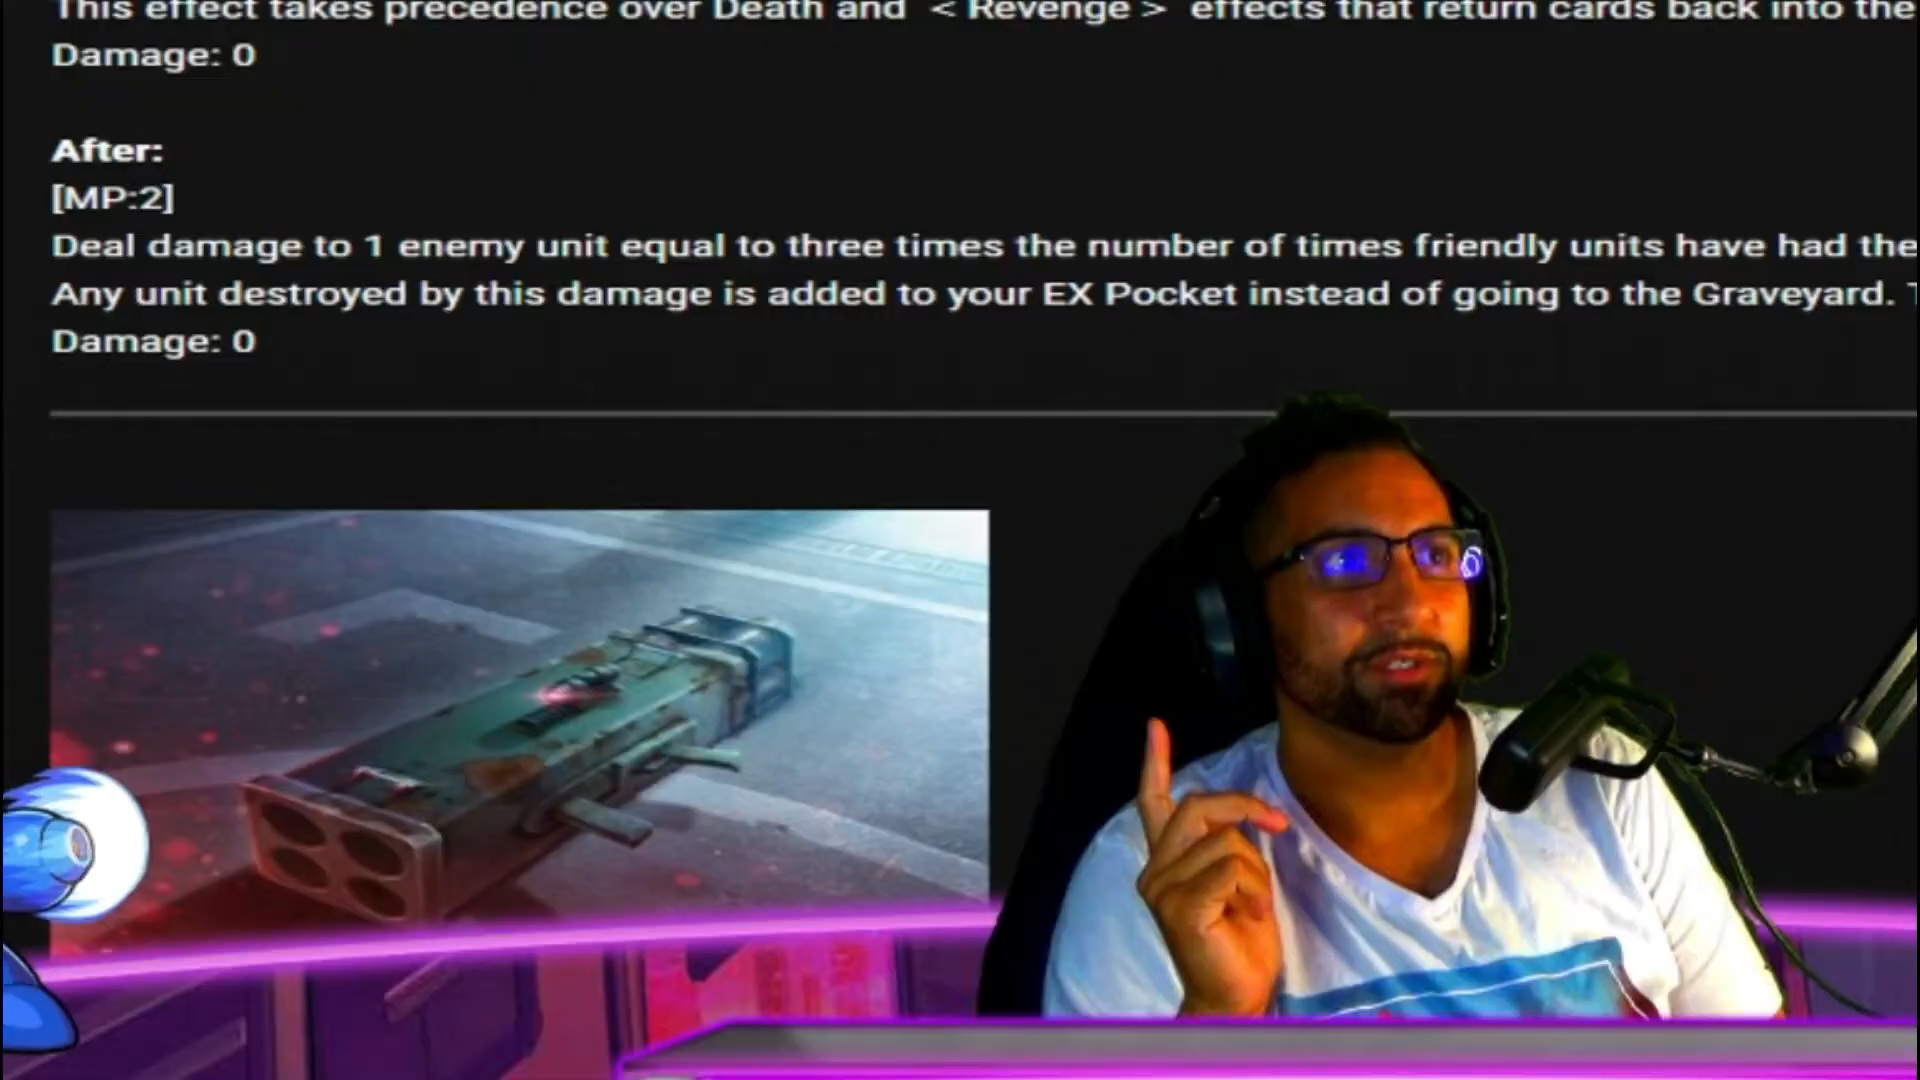 This effect takes precedence over Death and < Revenge > effects that return cards back into the
Damage: 0
After:
[MP:2]
Deal damage to 1 enemy unit equal to three times the number of times friendly units have had the
Any unit destroyed by this damage is added to your EX Pocket instead of going to the Graveyard.
Damage: 0